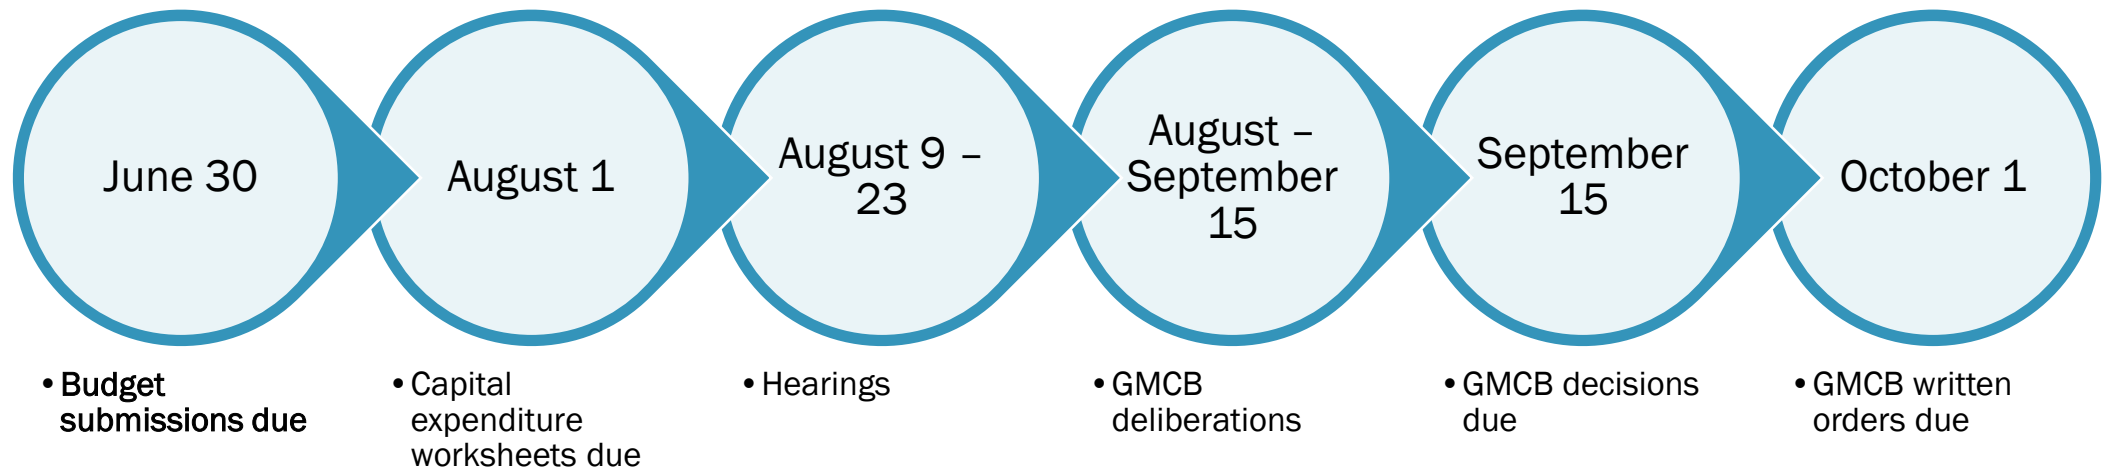 June 30
August 1
August 9 –
23
August –
September
15
September
15
October 1
• Budget
submissions due
• Capital
expenditure
worksheets due
• Hearings
• GMCB
deliberations
• GMCB decisions
due
• GMCB written
orders due